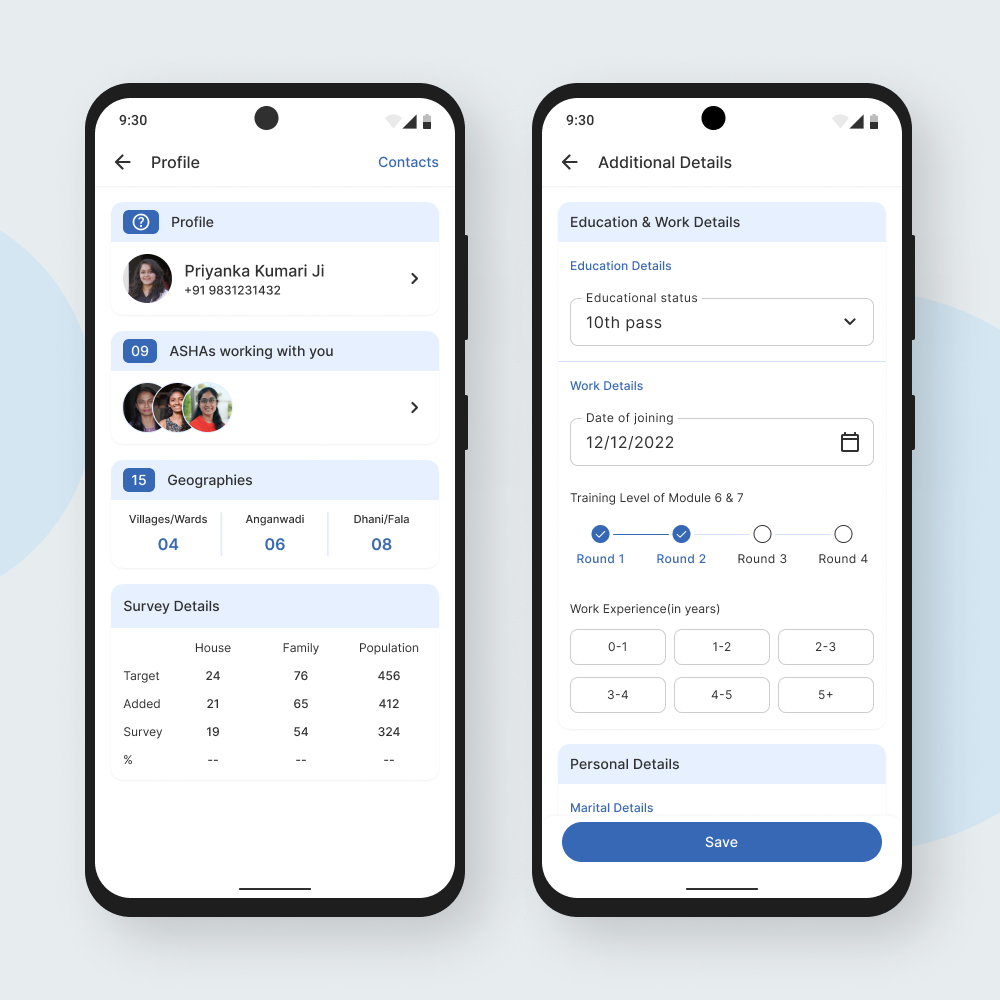 9:30
Profile
Contacts
Profile
Priyanka Kumari Ji
+91 9831231432
09 ASHAs working with you
15 Geographies
Villages/Wards Anganwadi Dhani/Fala
04 06 08
Survey Details
House Family Population
Target 24 76 456
Added 21 65 412
Survey 19 54 324
% -- -- --
9:30
Additional Details
Education & Work Details
Education Details
Educational status
10th pass
Work Details
Date of joining
12/12/2022
Training Level of Module 6 & 7
Round 1 Round 2 Round 3 Round 4
Work Experience(in years)
0-1 1-2 2-3
3-4 4-5 5+
Personal Details
Marital Details
Save